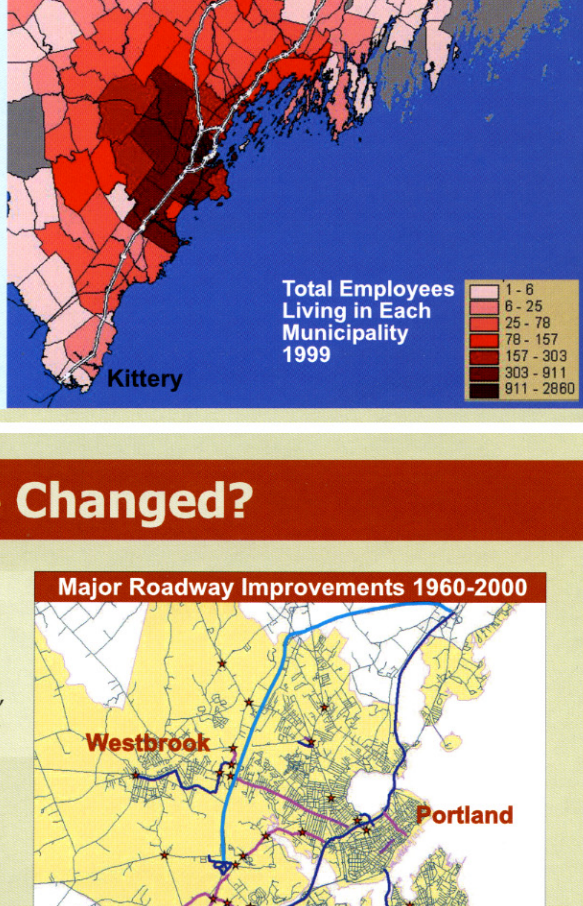 Total Employees
Living in Each
Municipality
1999
1 - 6
6 - 25
25 - 78
78 - 157
157 - 303
303 - 911
911 - 2860
Kittery
Changed?
Major Roadway Improvements 1960-2000
Westbrook
Portland